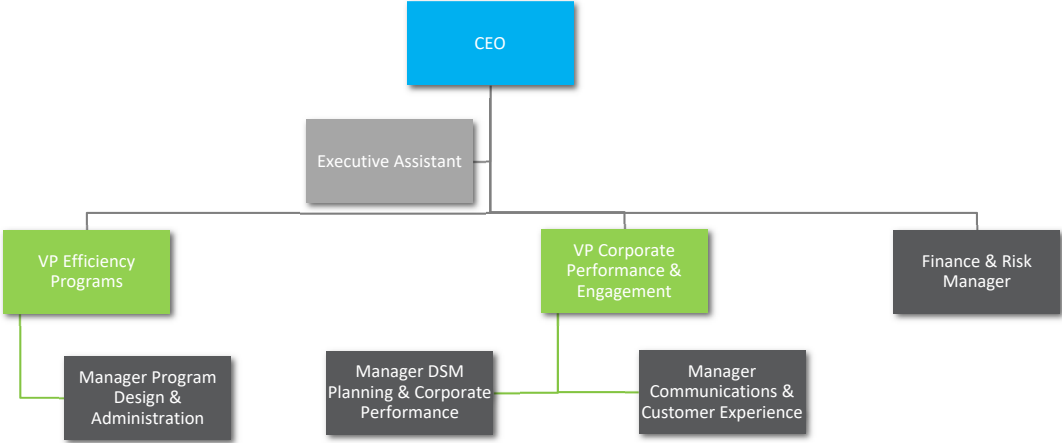 CEO
Executive Assistant
VP Efficiency
Programs
VP Corporate
Performance &
Engagement
Finance & Risk
Manager
Manager Program
Design &
Administration
Manager DSM
Planning & Corporate
Performance
Manager
Communications &
Customer Experience